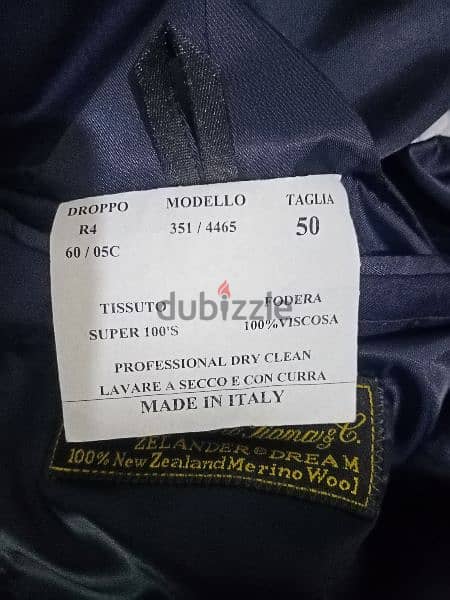 DROPPO MODELLO TAGLIA
R4 351 / 4465 50
60 / 05C
dubizzle
TISSUTO FODERA
SUPER 100'S 100%VISCOSA
PROFESSIONAL DRY CLEAN
LAVARE A SECCO E CON CURRA
MADE IN ITALY
ZELANDER DREAM
100% New Zealand Merino Wool